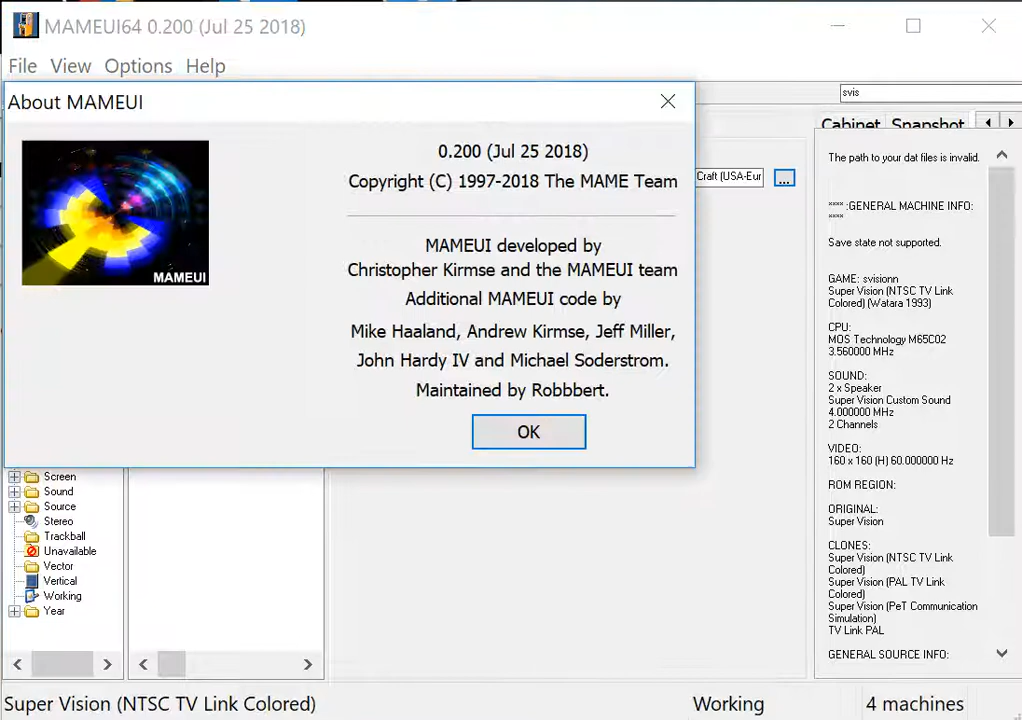 MAMEUI64 0.200 (Jul 25 2018)
File View Options Help
About MAMEUI
MAMEUI
0.200 (Jul 25 2018)
Copyright (C) 1997-2018 The MAME Team
MAMEUI developed by
Christopher Kirmse and the MAMEUI team
Additional MAMEUI code by
Mike Haaland, Andrew Kirmse, Jeff Miller,
John Hardy IV and Michael Soderstrom.
Maintained by Robbbert.
OK
svis
Cabinet Snapshot
Craft (USA-Eur
...
The path to your dat files is invalid.
**** :GENERAL MACHINE INFO:
****
Save state not supported.
GAME: svisionn
Super Vision (NTSC TV Link
Colored) (Watara 1993)
CPU:
MOS Technology M65C02
3.560000 MHz
SOUND:
2 x Speaker
Super Vision Custom Sound
4.000000 MHz
2 Channels
VIDEO:
160 x 160 (H) 60.000000 Hz
ROM REGION:
ORIGINAL:
Super Vision
CLONES:
Super Vision (NTSC TV Link
Colored)
Super Vision (PAL TV Link
Colored)
Super Vision (PeT Communication
Simulation)
TV Link PAL
GENERAL SOURCE INFO:
Screen
Sound
Source
Stereo
Trackball
Unavailable
Vector
Vertical
Working
Year
Super Vision (NTSC TV Link Colored)
Working
4 machines